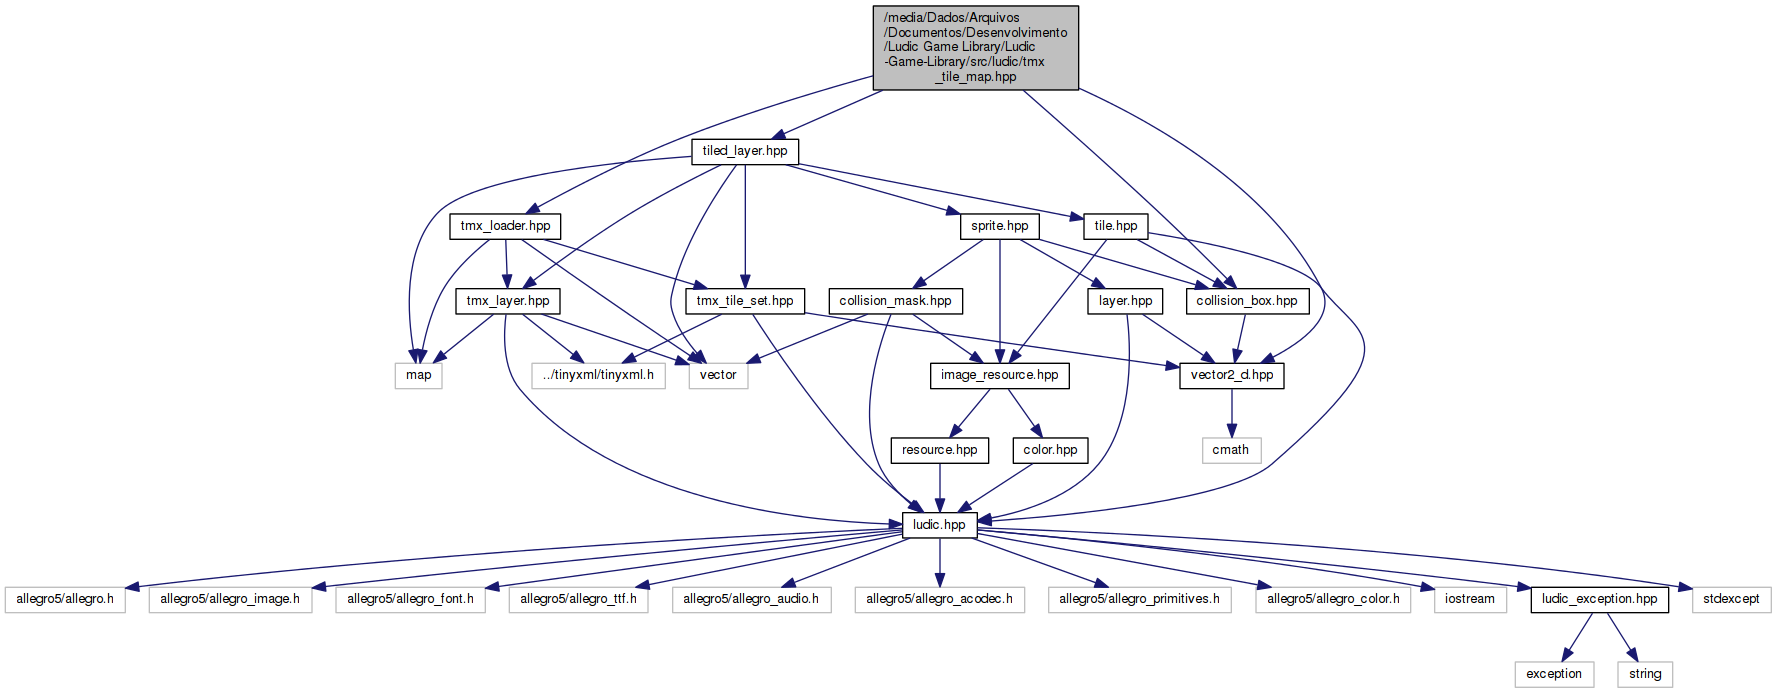 /media/Dados/Arquivos
/Documentos/Desenvolvimento
/Ludic Game Library/Ludic
-Game-Library/src/ludic/tmx
_tile_map.hpp
tiled_layer.hpp
tmx_loader.hpp
sprite.hpp
tile.hpp
tmx_layer.hpp
tmx_tile_set.hpp
collision_mask.hpp
layer.hpp
collision_box.hpp
map
../tinyxml/tinyxml.h
vector
image_resource.hpp
vector2_d.hpp
resource.hpp
color.hpp
cmath
ludic.hpp
allegro5/allegro.h
allegro5/allegro_image.h
allegro5/allegro_font.h
allegro5/allegro_ttf.h
allegro5/allegro_audio.h
allegro5/allegro_acodec.h
allegro5/allegro_primitives.h
allegro5/allegro_color.h
iostream
ludic_exception.hpp
stdexcept
exception
string